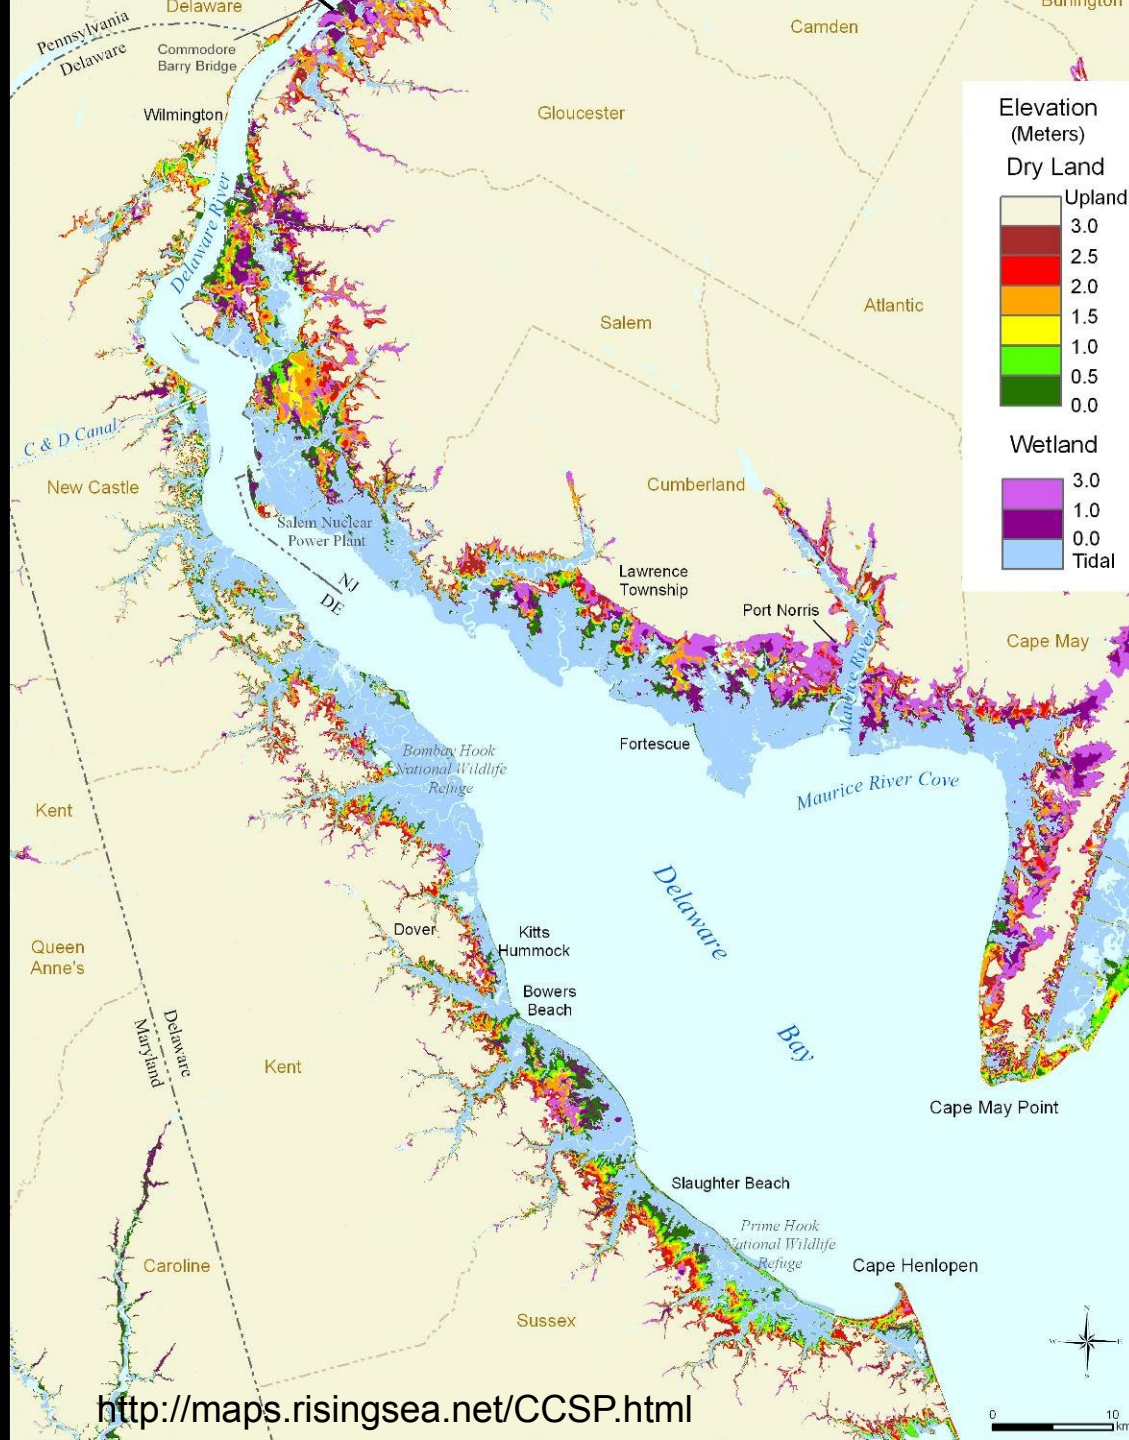 Delaware
Pennsylvania
Delaware
Commodore
Barry Bridge
Camden
Burlington
Wilmington
Gloucester
Delaware River
Elevation
(Meters)
Dry Land
Upland
3.0
2.5
2.0
1.5
1.0
0.5
0.0
Wetland
3.0
1.0
0.0
Tidal
Salem
Atlantic
C & D Canal
New Castle
Cumberland
Salem Nuclear
Power Plant
NJ
DE
Lawrence
Township
Port Norris
Maurice River
Cape May
Fortescue
Bombay Hook
National Wildlife
Refuge
Maurice River Cove
Kent
Delaware
Bay
Queen
Anne's
Dover
Kitts
Hummock
Bowers
Beach
Delaware
Maryland
Kent
Cape May Point
Slaughter Beach
Prime Hook
National Wildlife
Refuge
Caroline
Cape Henlopen
Sussex
N
W
E
S
http://maps.risingsea.net/CCSP.html
0
10
km